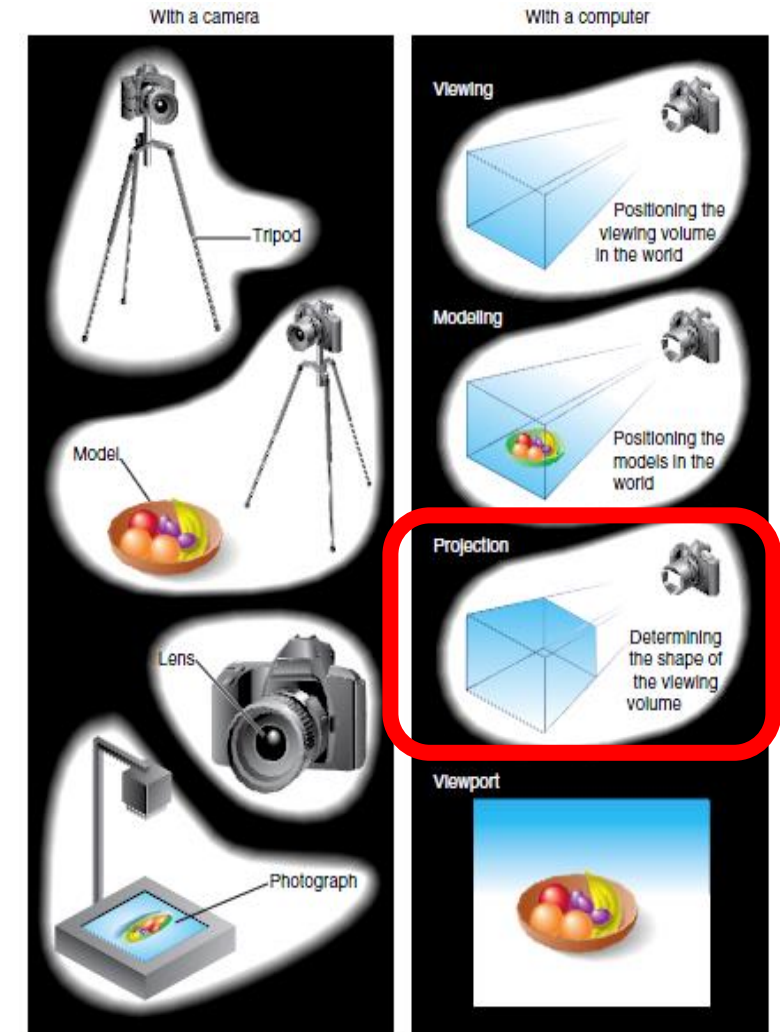 With a camera
Tripod
Model
Lens
Photograph
With a computer
Viewing
Positioning the
viewing volume
in the world
Modeling
Positioning the
models in the
world
Projection
Determining
the shape of
the viewing
volume
Viewport